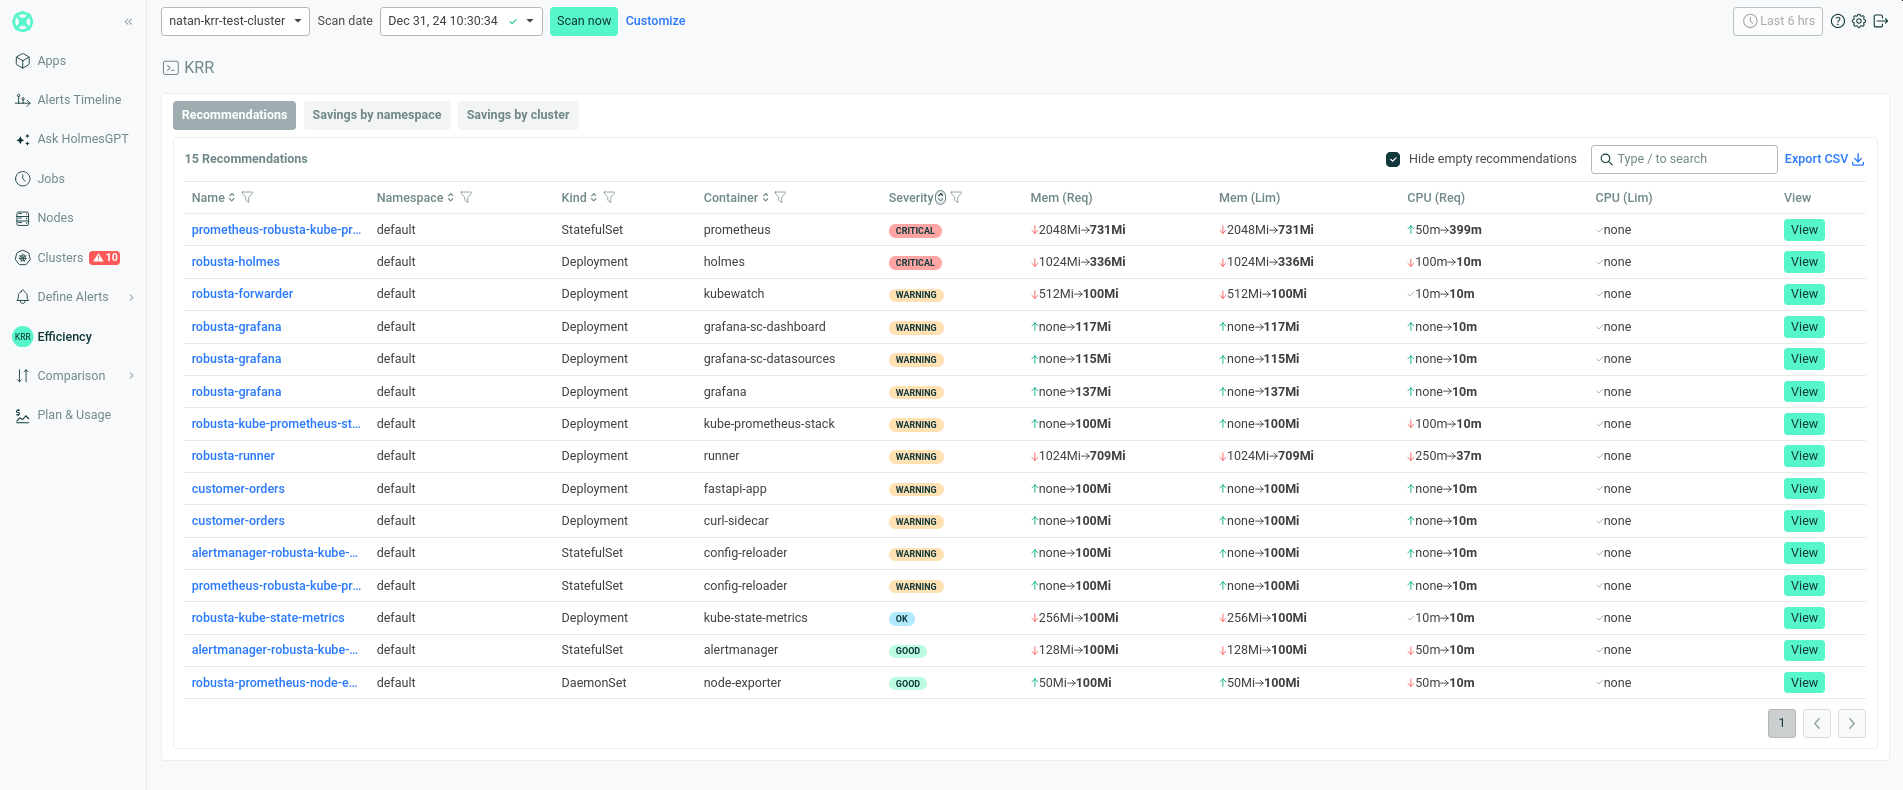 natan-krr-test-cluster Scan date Dec 31, 24 10:30:34 Scan now Customize Last 6 hrs
Apps
Alerts Timeline
Ask HolmesGPT
Jobs
Nodes
Clusters 10
Define Alerts
KRR Efficiency
Comparison
Plan & Usage
KRR
Recommendations Savings by namespace Savings by cluster
15 Recommendations Hide empty recommendations Type / to search Export CSV
Name Namespace Kind Container Severity Mem (Req) Mem (Lim) CPU (Req) CPU (Lim) View
prometheus-robusta-kube-pr... default StatefulSet prometheus CRITICAL ↓2048Mi→731Mi ↓2048Mi→731Mi ↑50m→399m none View
robusta-holmes default Deployment holmes CRITICAL ↓1024Mi→336Mi ↓1024Mi→336Mi ↓100m→10m none View
robusta-forwarder default Deployment kubewatch WARNING ↓512Mi→100Mi ↓512Mi→100Mi 10m→10m none View
robusta-grafana default Deployment grafana-sc-dashboard WARNING ↑none→117Mi ↑none→117Mi ↑none→10m none View
robusta-grafana default Deployment grafana-sc-datasources WARNING ↑none→115Mi ↑none→115Mi ↑none→10m none View
robusta-grafana default Deployment grafana WARNING ↑none→137Mi ↑none→137Mi ↑none→10m none View
robusta-kube-prometheus-st... default Deployment kube-prometheus-stack WARNING ↑none→100Mi ↑none→100Mi ↓100m→10m none View
robusta-runner default Deployment runner WARNING ↓1024Mi→709Mi ↓1024Mi→709Mi ↓250m→37m none View
customer-orders default Deployment fastapi-app WARNING ↑none→100Mi ↑none→100Mi ↑none→10m none View
customer-orders default Deployment curl-sidecar WARNING ↑none→100Mi ↑none→100Mi ↑none→10m none View
alertmanager-robusta-kube-... default StatefulSet config-reloader WARNING ↑none→100Mi ↑none→100Mi ↑none→10m none View
prometheus-robusta-kube-pr... default StatefulSet config-reloader WARNING ↑none→100Mi ↑none→100Mi ↑none→10m none View
robusta-kube-state-metrics default Deployment kube-state-metrics OK ↓256Mi→100Mi ↓256Mi→100Mi 10m→10m none View
alertmanager-robusta-kube-... default StatefulSet alertmanager GOOD ↓128Mi→100Mi ↓128Mi→100Mi ↓50m→10m none View
robusta-prometheus-node-e... default DaemonSet node-exporter GOOD ↑50Mi→100Mi ↑50Mi→100Mi ↓50m→10m none View
1